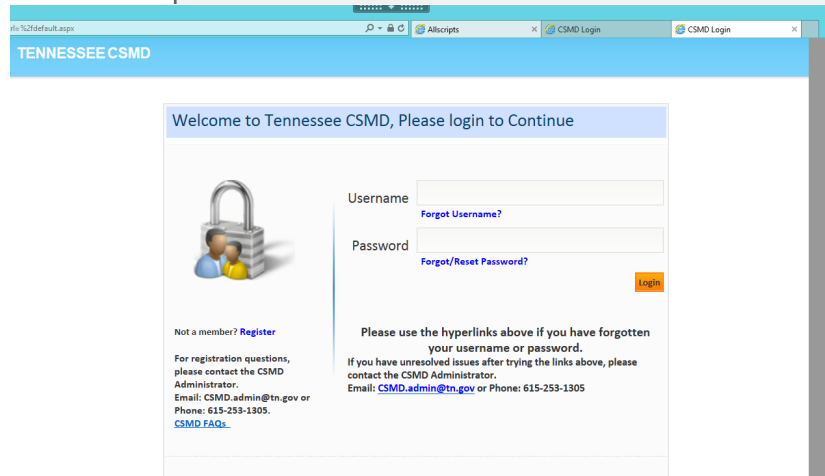 rl=%2fdefault.aspx
Allscripts
CSMD Login
CSMD Login
TENNESSEE CSMD
Welcome to Tennessee CSMD, Please login to Continue
Username
Forgot Username?
Password
Forgot/Reset Password?
Login
Not a member? Register
For registration questions,
please contact the CSMD
Administrator.
Email: CSMD.admin@tn.gov or
Phone: 615-253-1305.
CSMD FAQs
Please use the hyperlinks above if you have forgotten
your username or password.
If you have unresolved issues after trying the links above, please
contact the CSMD Administrator.
Email: CSMD.admin@tn.gov or Phone: 615-253-1305